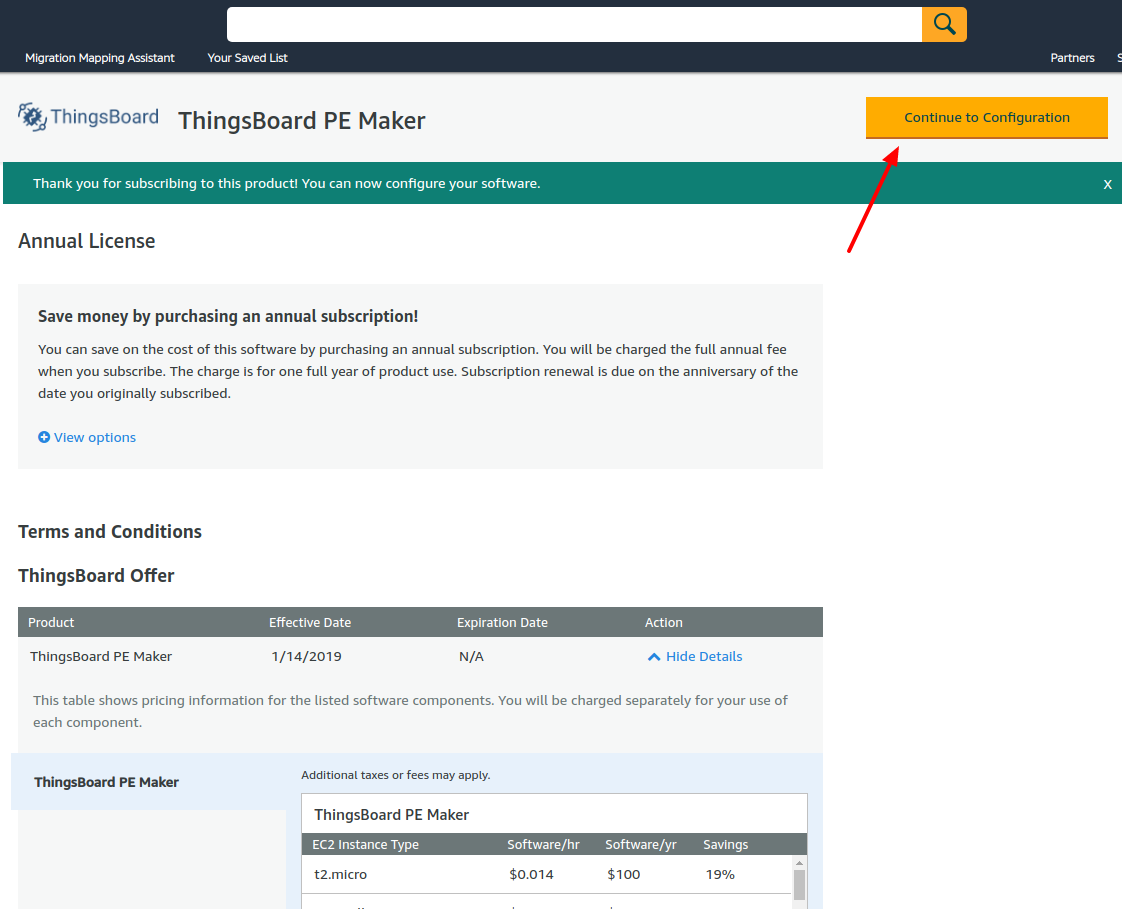 Migration Mapping Assistant Your Saved List Partners
ThingsBoard ThingsBoard PE Maker Continue to Configuration
Thank you for subscribing to this product! You can now configure your software. X
Annual License
Save money by purchasing an annual subscription!
You can save on the cost of this software by purchasing an annual subscription. You will be charged the full annual fee
when you subscribe. The charge is for one full year of product use. Subscription renewal is due on the anniversary of the
date you originally subscribed.
View options
Terms and Conditions
ThingsBoard Offer
Product Effective Date Expiration Date Action
ThingsBoard PE Maker 1/14/2019 N/A Hide Details
This table shows pricing information for the listed software components. You will be charged separately for your use of
each component.
ThingsBoard PE Maker
Additional taxes or fees may apply.
ThingsBoard PE Maker
EC2 Instance Type Software/hr Software/yr Savings
t2.micro $0.014 $100 19%